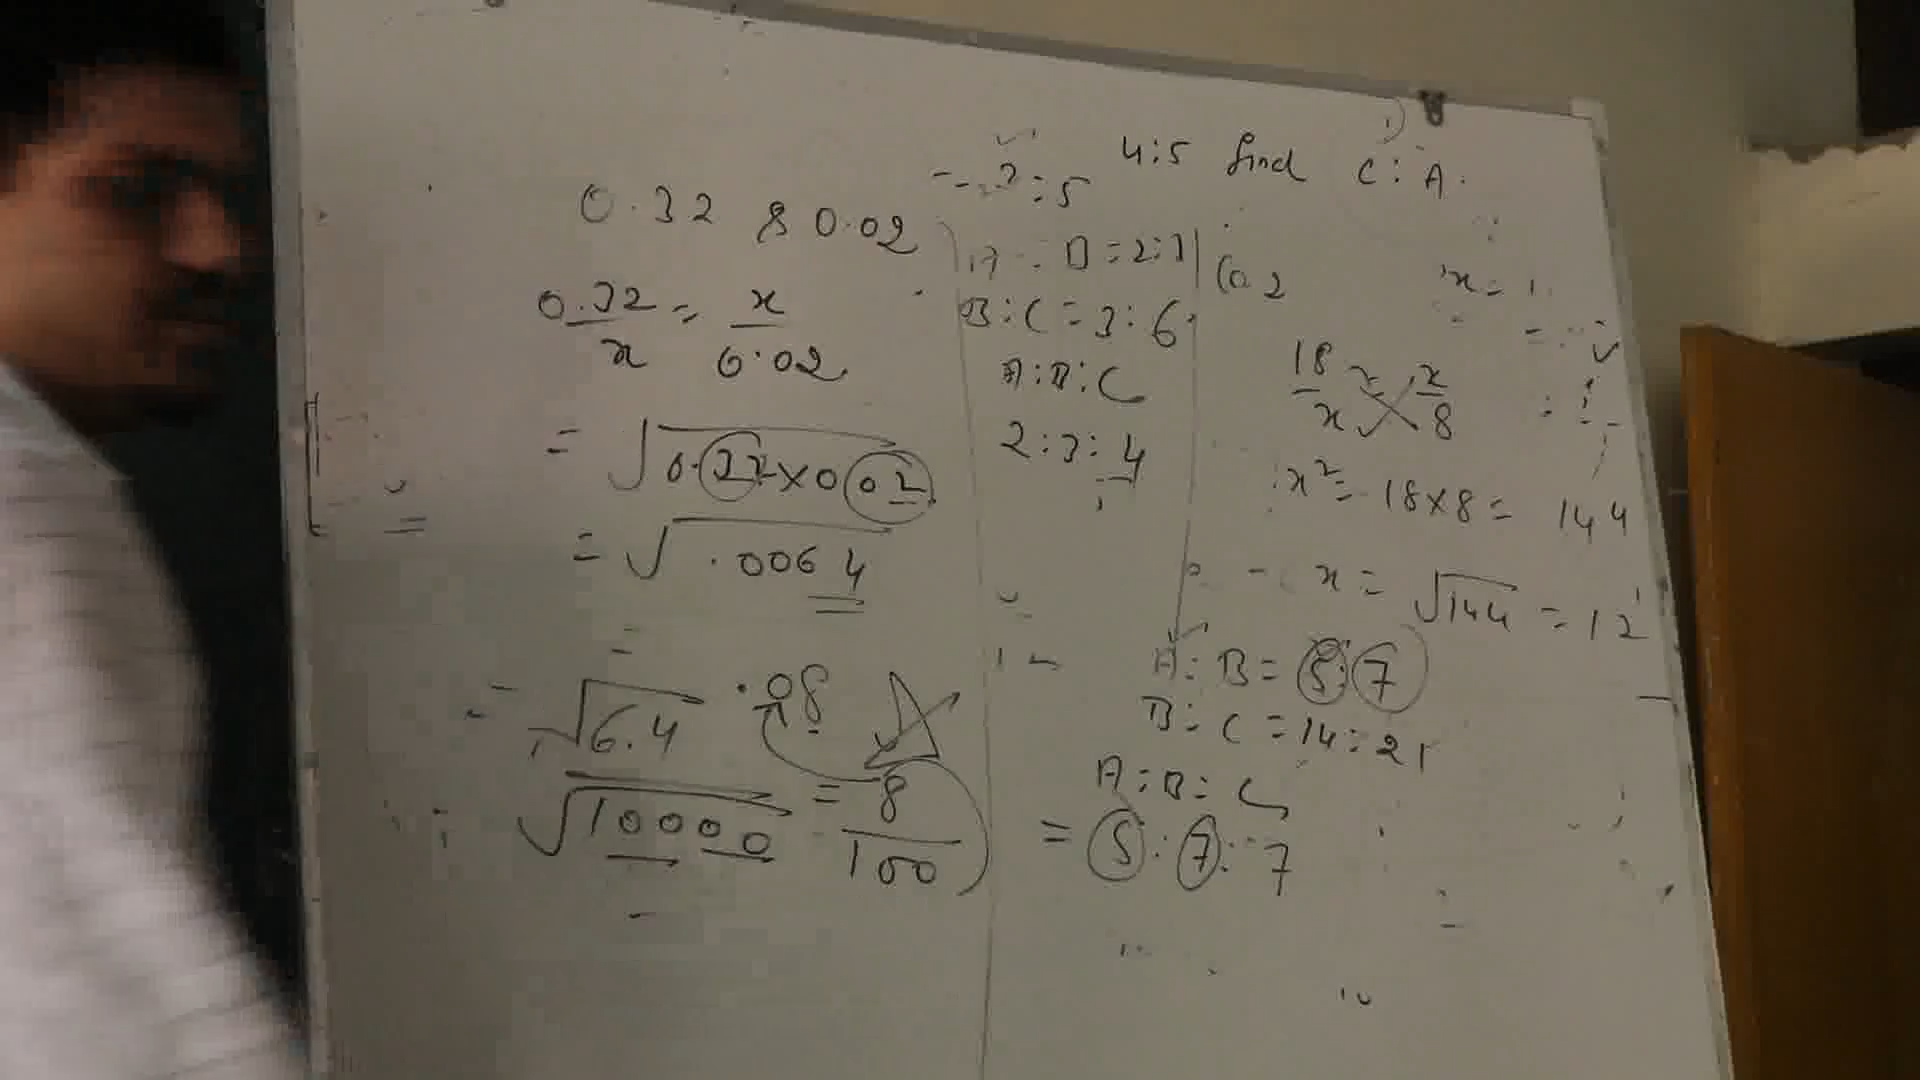 4:5 find C:A.
2:5
0.32 & 0.02
0.32/x = x/0.02
= √0.32×0.02
= √.0064
= √6.4 .08
√10000 = 8/100
B:C=3:6
A:B:C
2:3:4
18/x = x/8
x²= 18×8= 144
x= √144 = 12
A:B= 5:7
B:C=14:21
A:B:C
= 5:7:7